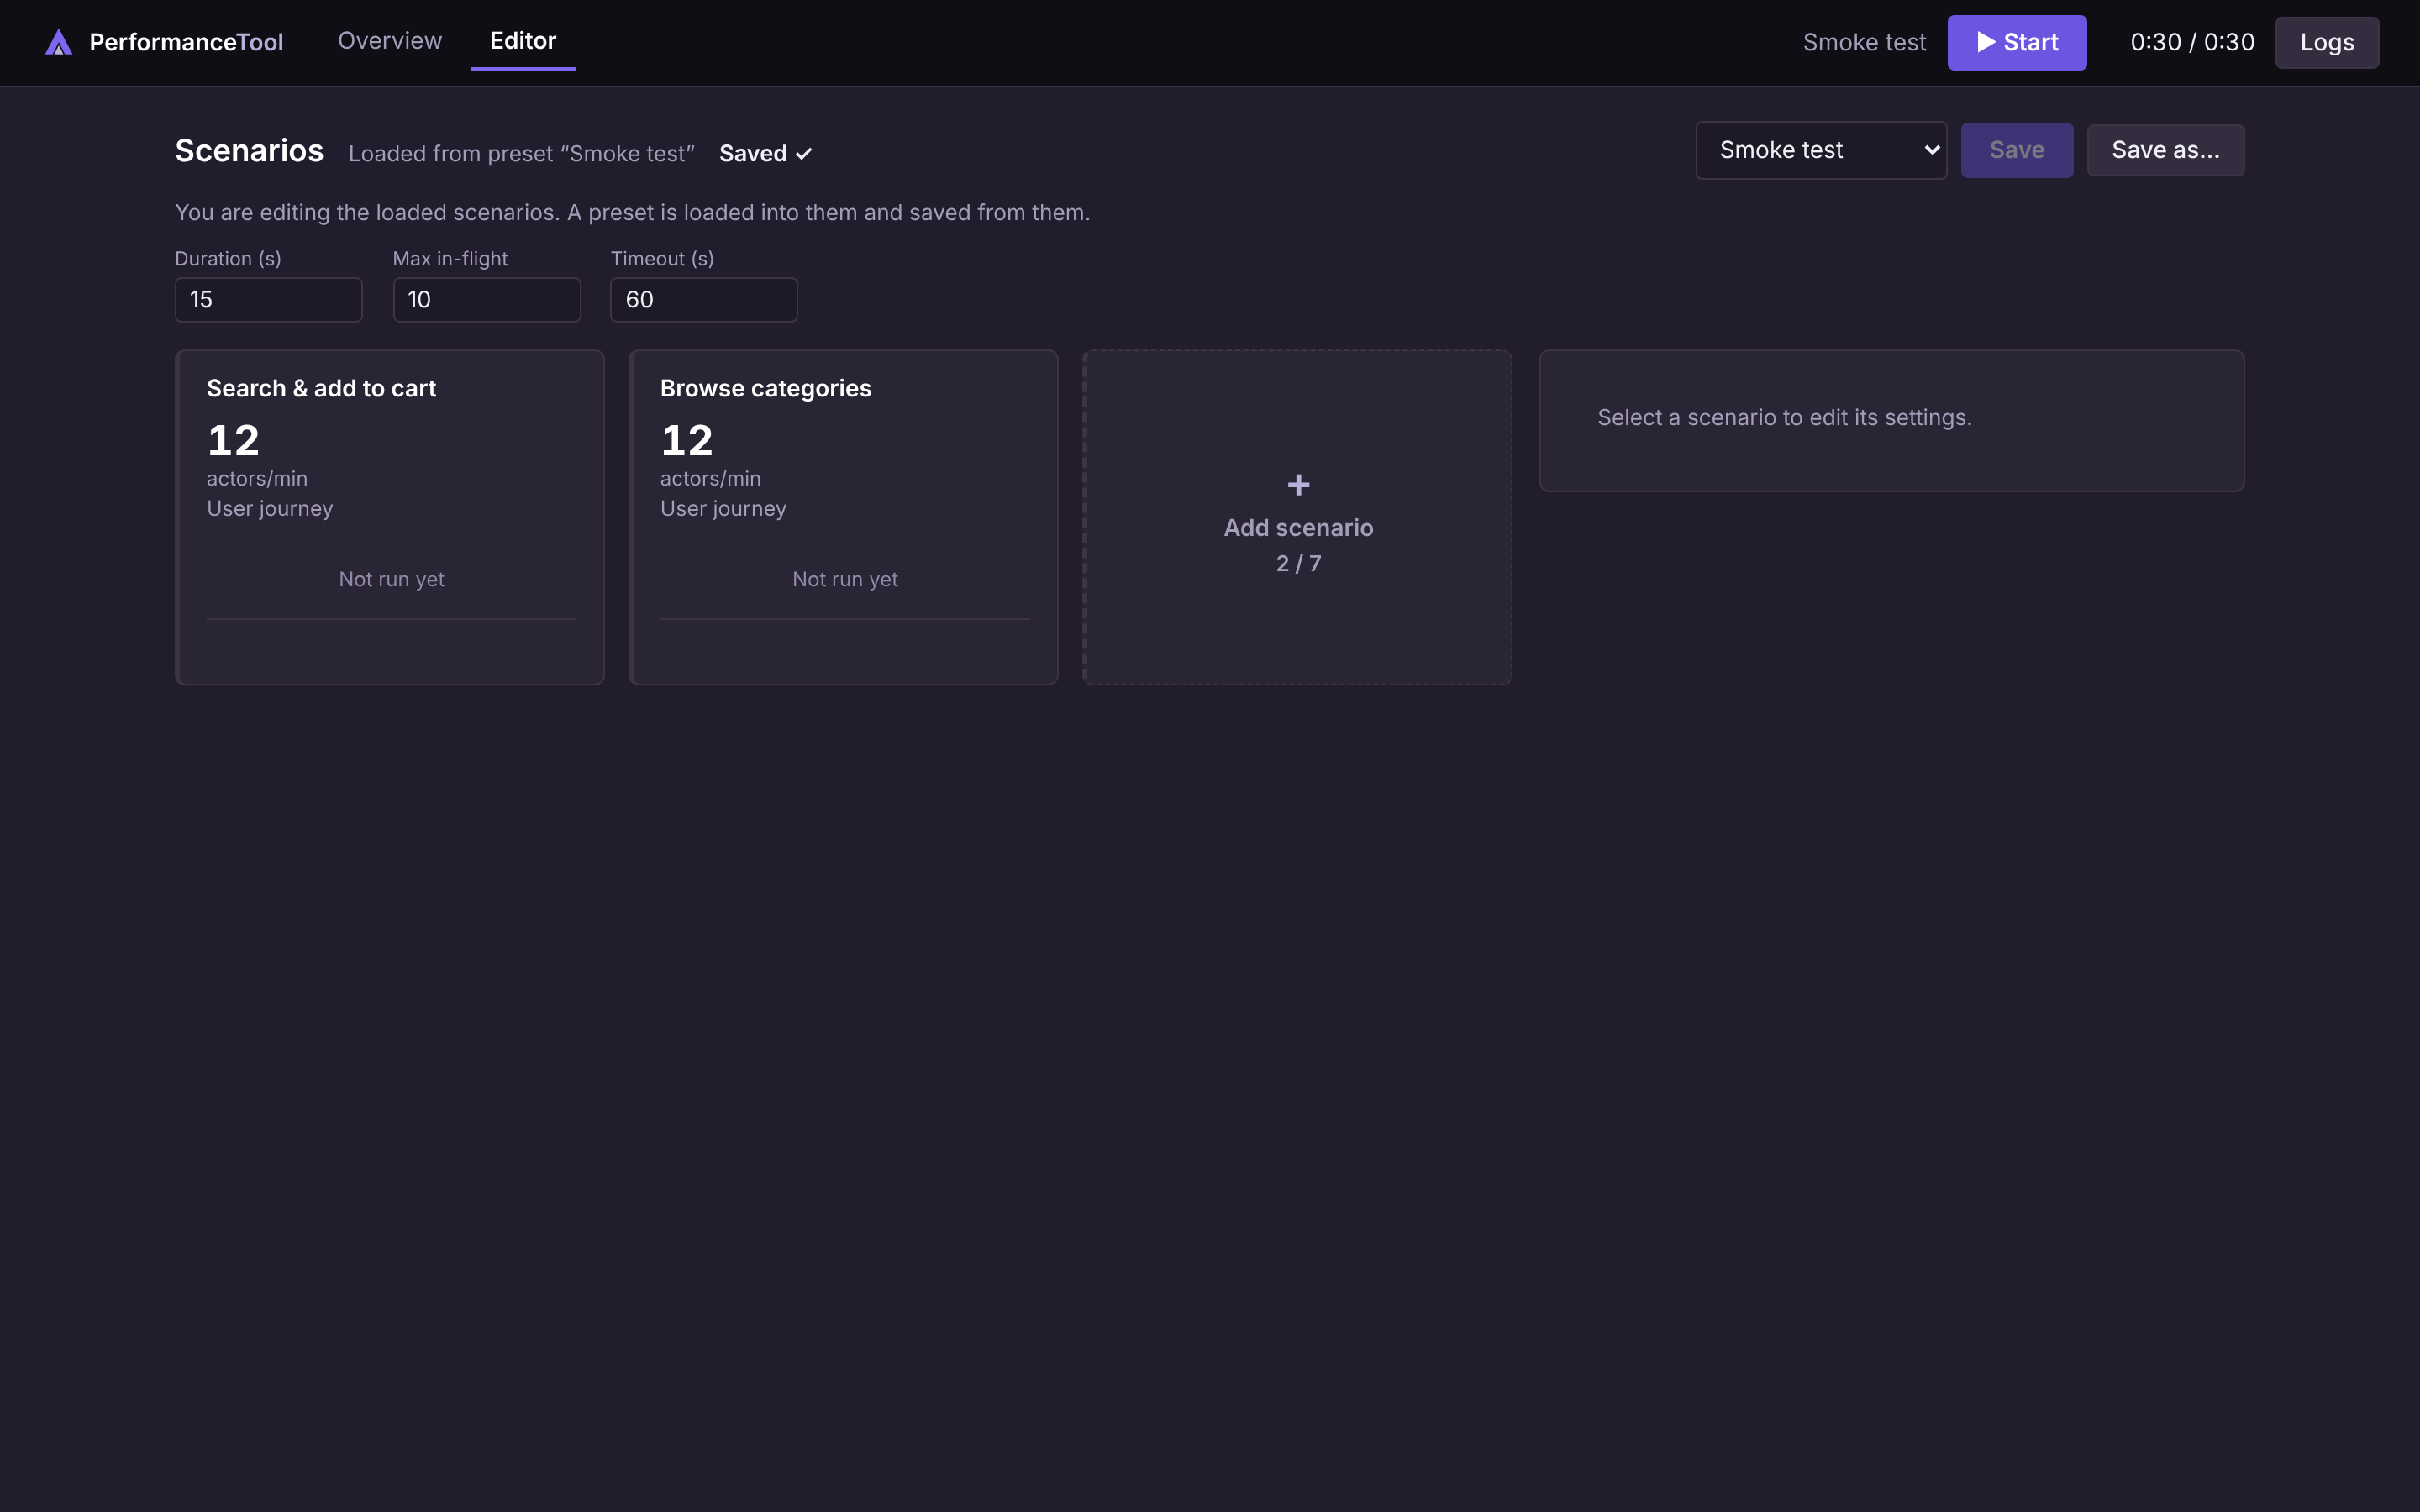 PerformanceTool
Overview
Editor
Smoke test
▶ Start
0:30 / 0:30
Logs
Scenarios
Loaded from preset “Smoke test”
Saved ✓
Smoke test
Save
Save as...
You are editing the loaded scenarios. A preset is loaded into them and saved from them.
Duration (s)
Max in-flight
Timeout (s)
15
10
60
Search & add to cart
12
actors/min
User journey
Not run yet
Browse categories
12
actors/min
User journey
Not run yet
+
Add scenario
2 / 7
Select a scenario to edit its settings.